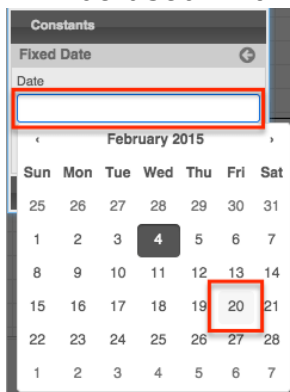 Constants
Fixed Date
Date
‹ February 2015 ›
Sun Mon Tue Wed Thu Fri Sat
25 26 27 28 29 30 31
1 2 3 4 5 6 7
8 9 10 11 12 13 14
15 16 17 18 19 20 21
22 23 24 25 26 27 28
1 2 3 4 5 6 7